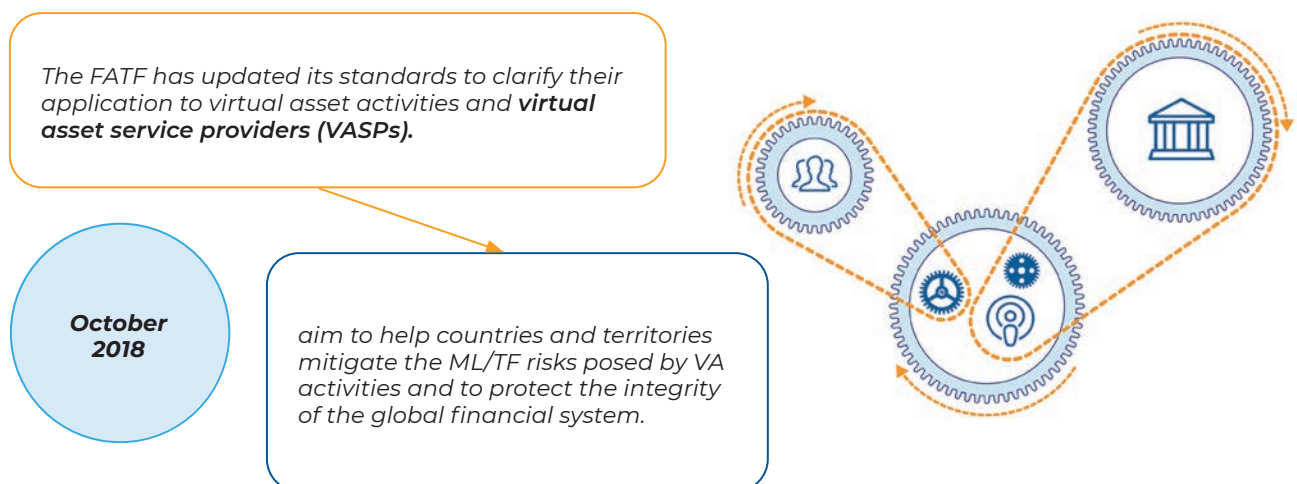 The FATF has updated its standards to clarify their
application to virtual asset activities and virtual
asset service providers (VASPs).
October
2018
aim to help countries and territories
mitigate the ML/TF risks posed by VA
activities and to protect the integrity
of the global financial system.